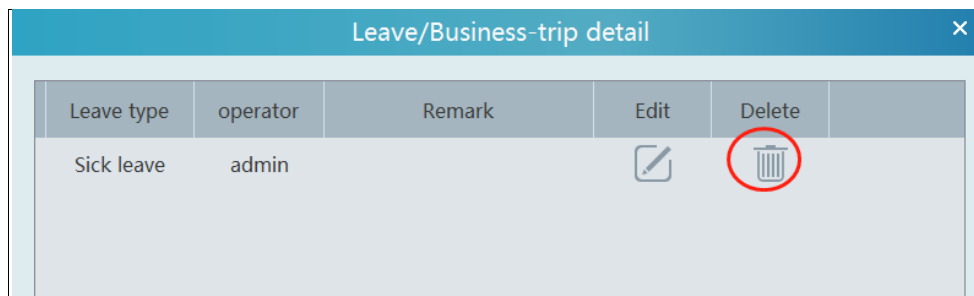 Leave/Business-trip detail
Leave type operator Remark Edit Delete
Sick leave admin